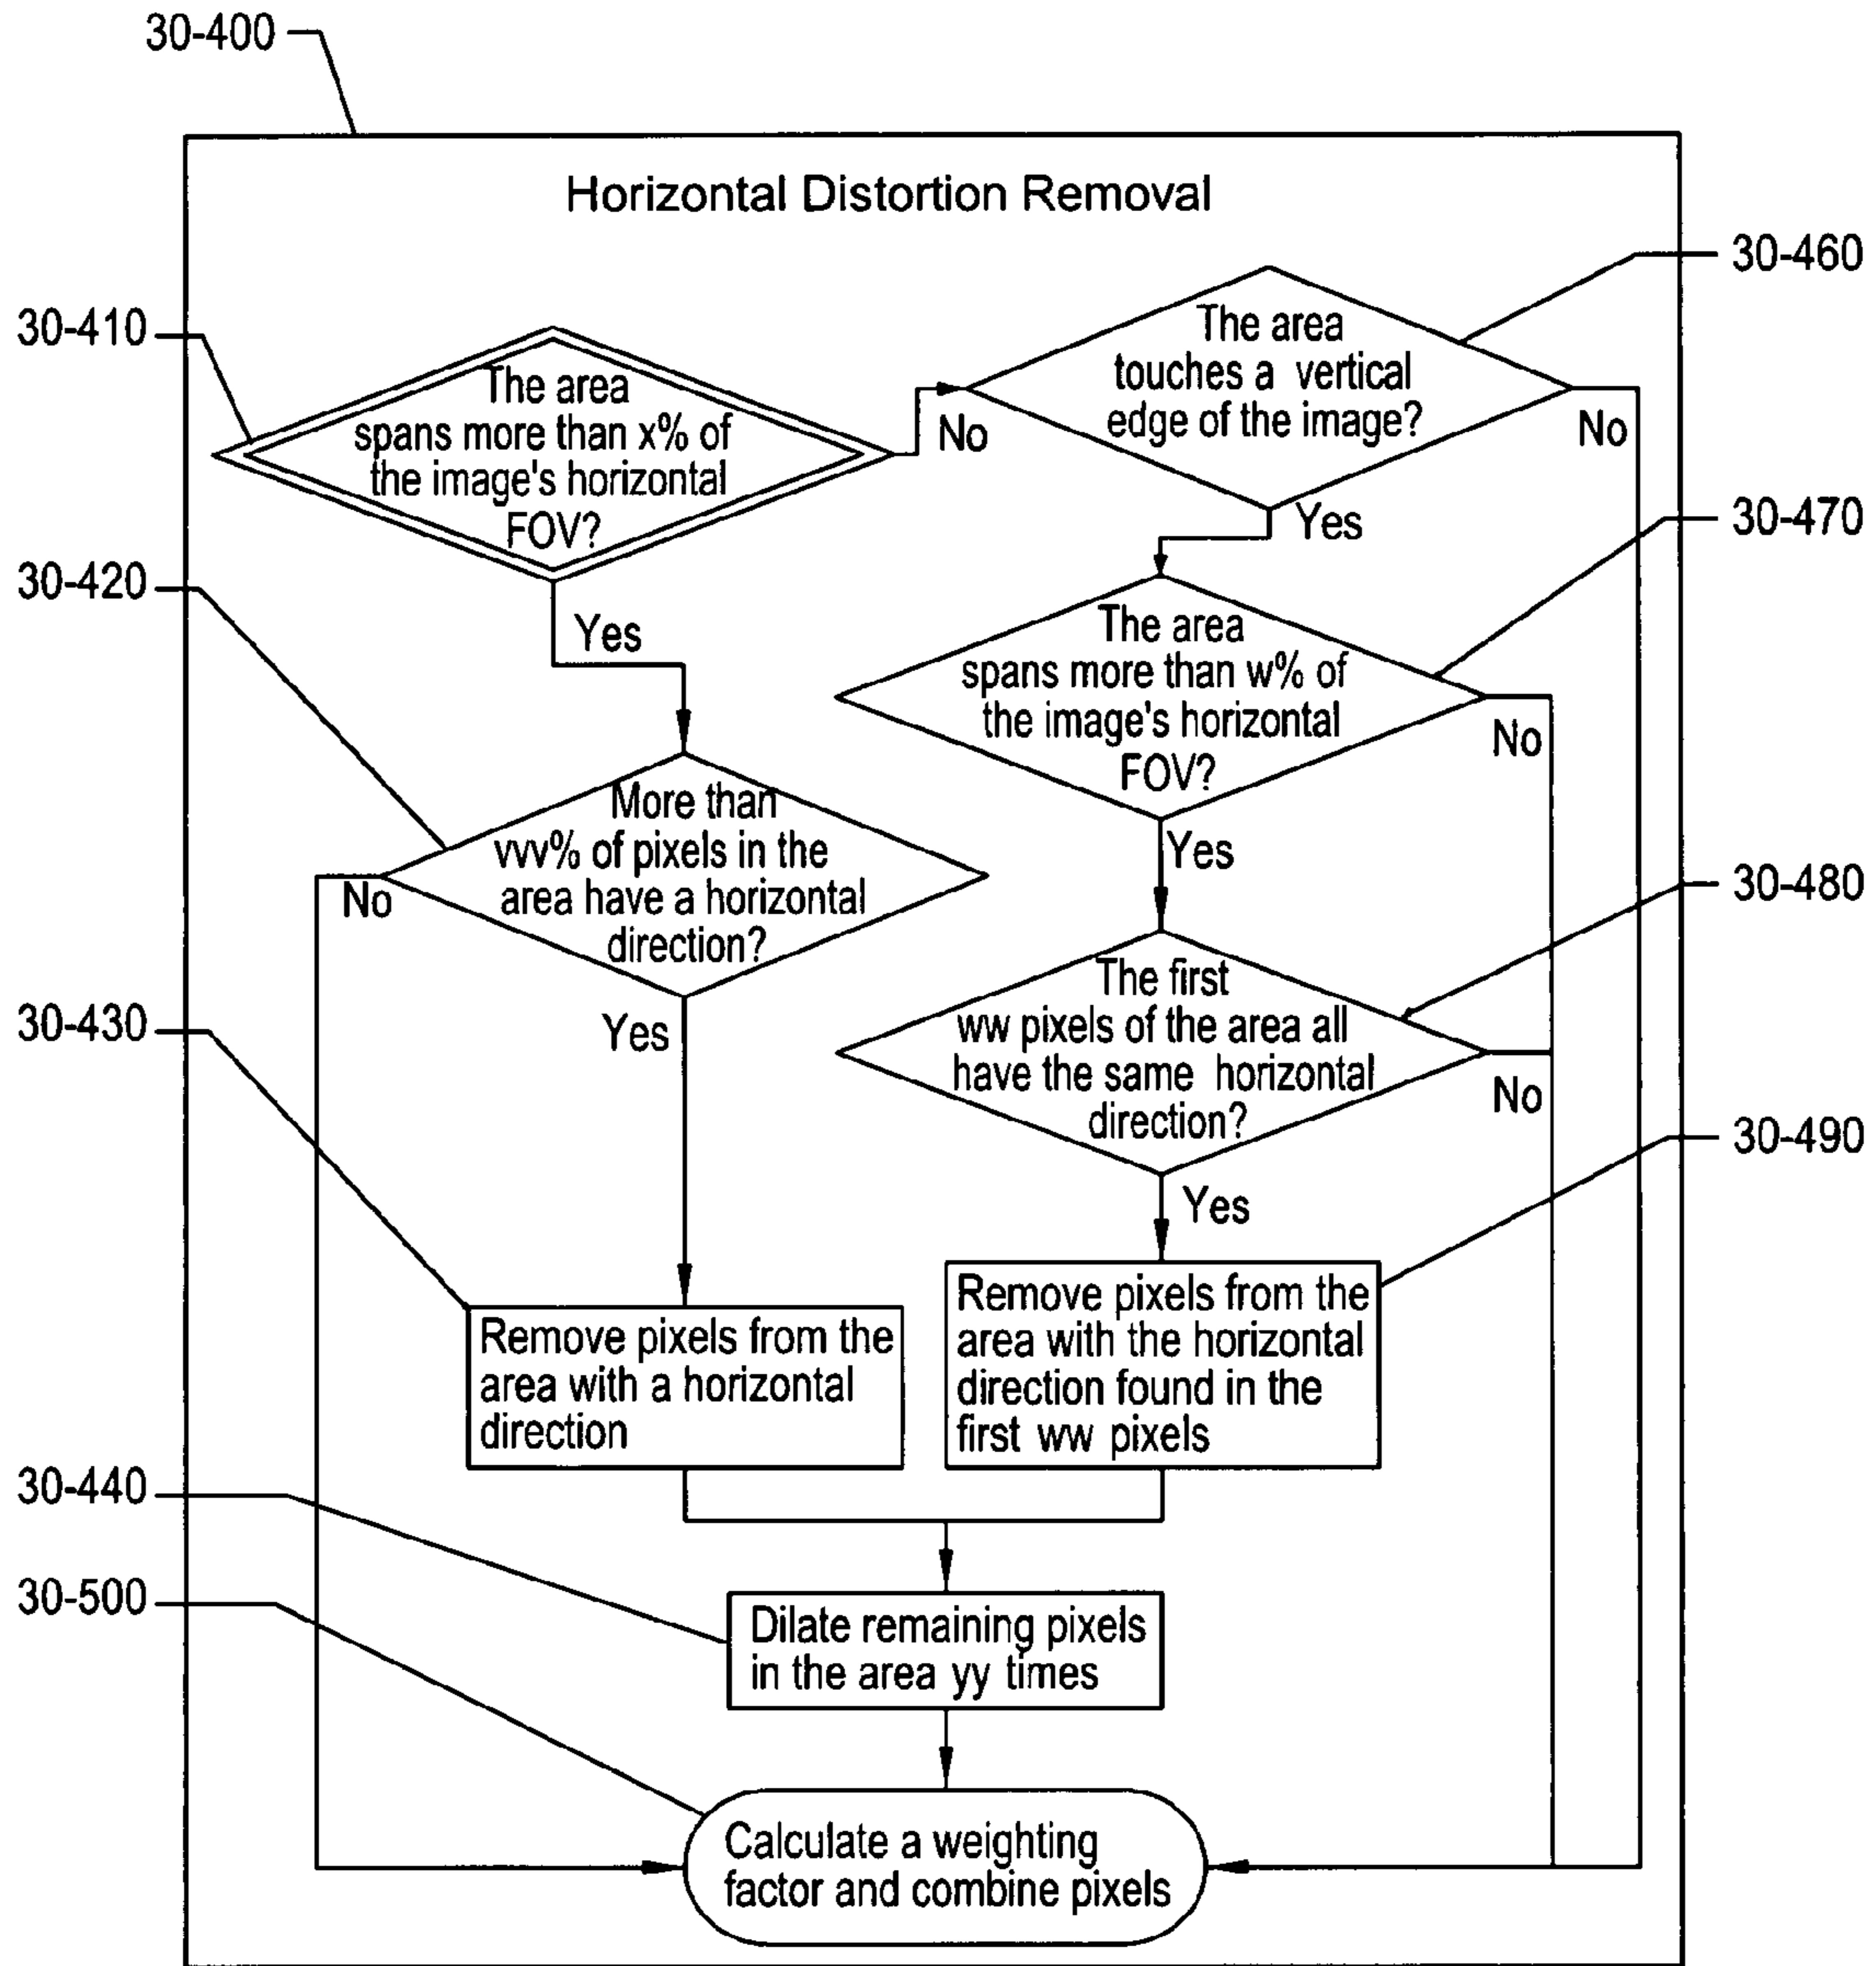 30-400
Horizontal Distortion Removal
30-460
30-410
The area
touches a vertical
edge of the image?
The area
spans more than x% of
the image's horizontal
FOV?
No
No
Yes
30-470
30-420
Yes
The area
spans more than w% of
the image's horizontal
FOV?
No
More than
vvv% of pixels in the
area have a horizontal
direction?
Yes
No
30-480
The first
ww pixels of the area all
have the same horizontal
direction?
30-430
Yes
No
30-490
Yes
Remove pixels from the
area with a horizontal
direction
Remove pixels from the
area with the horizontal
direction found in the
first ww pixels
30-440
30-500
Dilate remaining pixels
in the area yy times
Calculate a weighting
factor and combine pixels